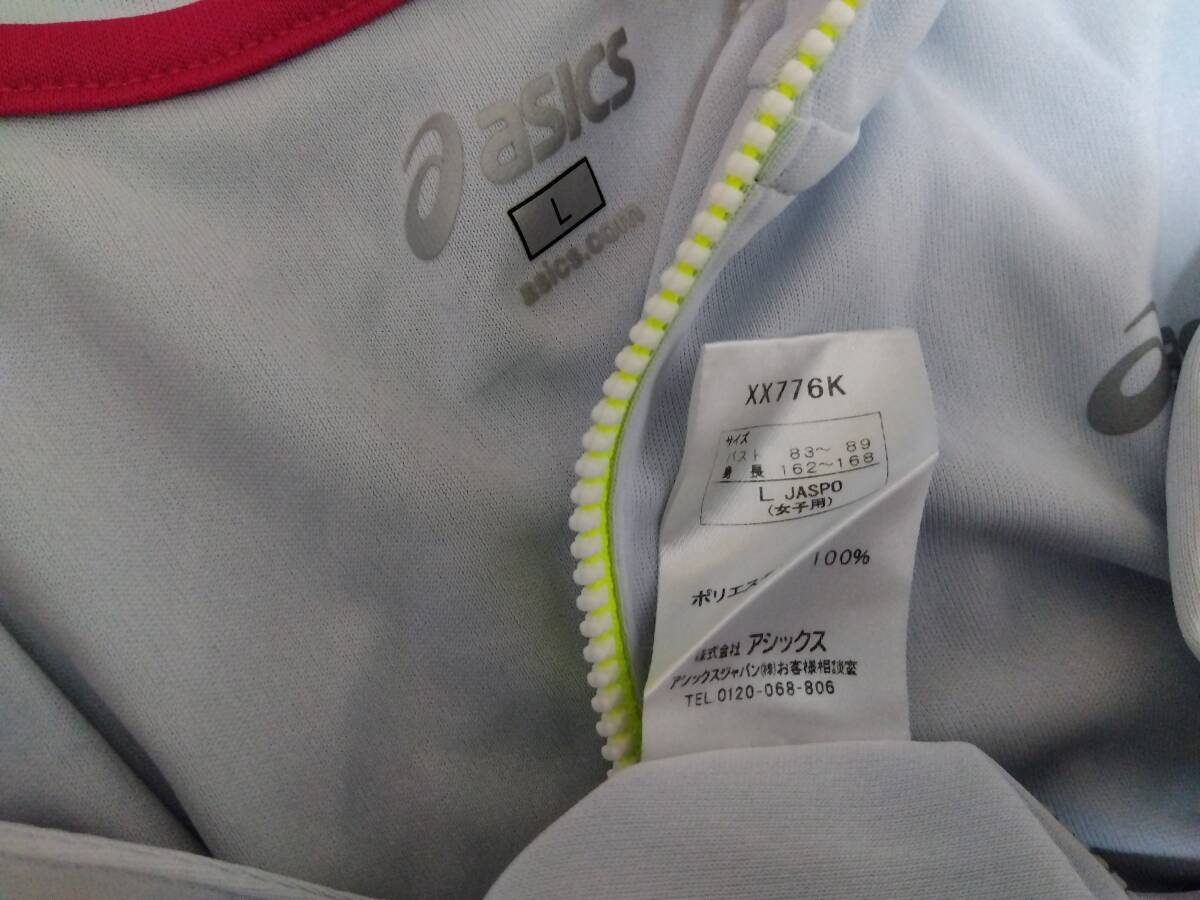 asics
L
asics.com
XX776K
サイズ
バスト 83～ 89
身長 162～168
L JASPO
(女子用)
100%
ポリエス
株式会社 アシックス
アシックスジャパン(株)お客様相談室
TEL 0120-068-806